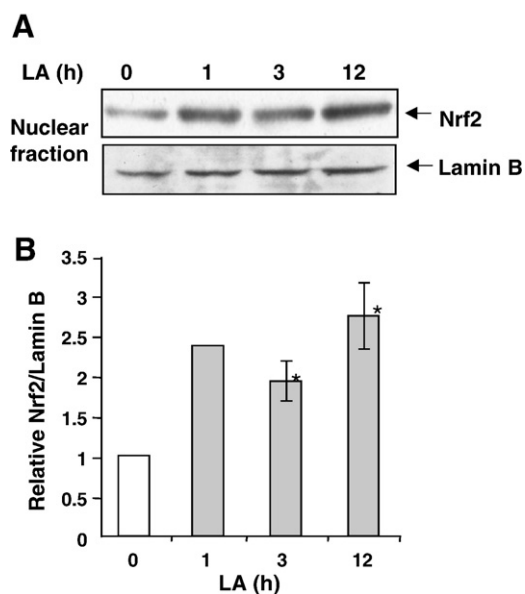 A
LA (h) 0 1 3 12
Nuclear fraction
Nrf2
Lamin B
B
Relative Nrf2/Lamin B
3.5
3
2.5
2
1.5
1
0.5
0
*
*
0 1 3 12
LA (h)